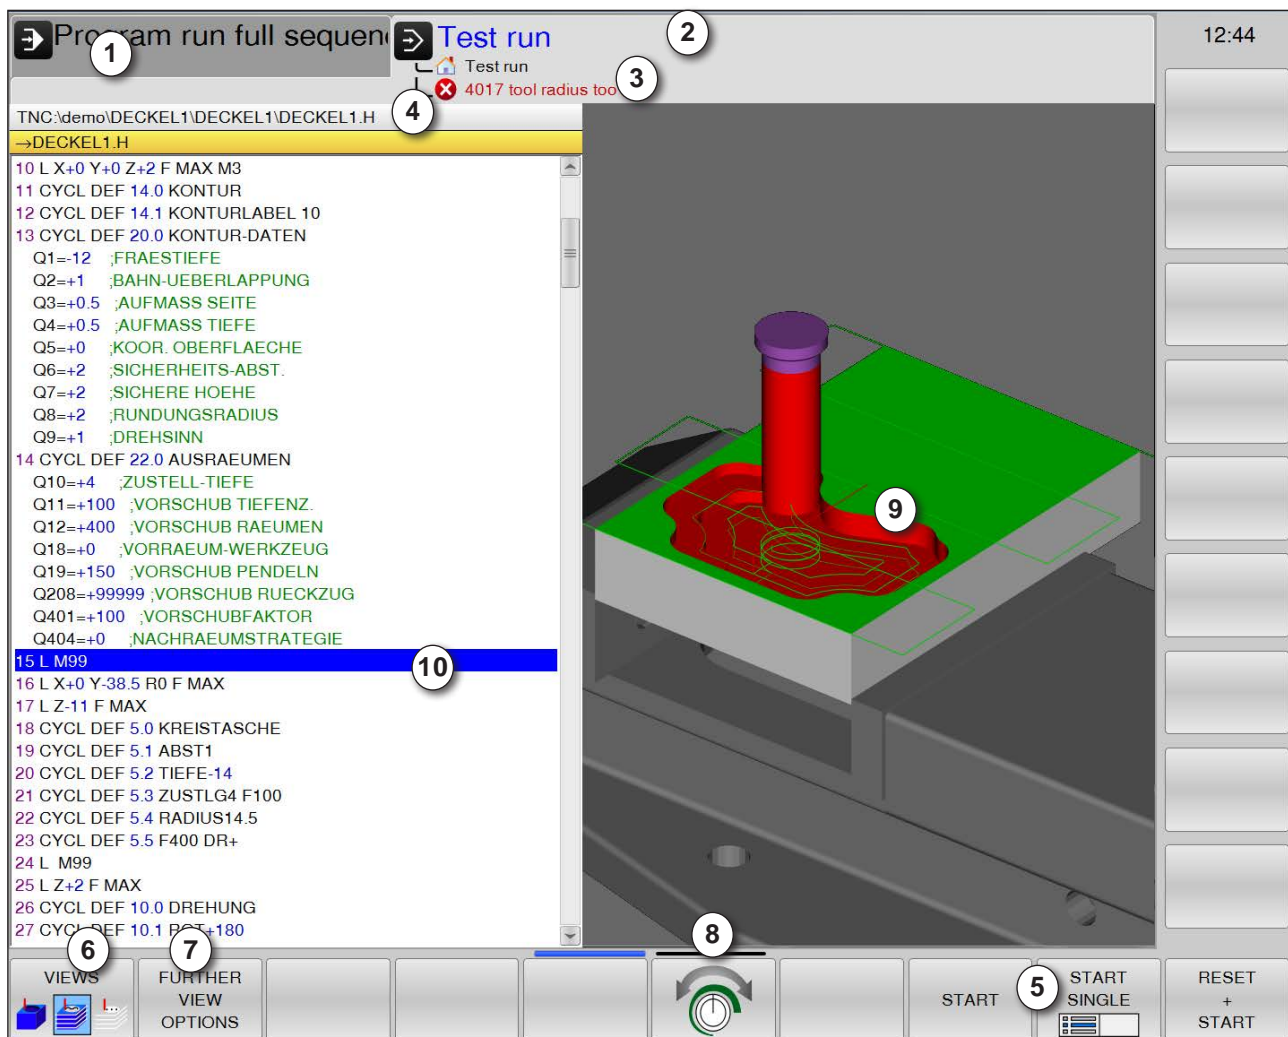 Program run full sequen
1
Test run
2
12:44
Test run
4017 tool radius too
3
4
TNC:\demo\DECKEL1\DECKEL1\DECKEL1.H
→DECKEL1.H
10 L X+0 Y+0 Z+2 F MAX M3
11 CYCL DEF 14.0 KONTUR
12 CYCL DEF 14.1 KONTURLABEL 10
13 CYCL DEF 20.0 KONTUR-DATEN
Q1=-12 ;FRAESTIEFE
Q2=+1 ;BAHN-UEBERLAPPUNG
Q3=+0.5 ;AUFMASS SEITE
Q4=+0.5 ;AUFMASS TIEFE
Q5=+0 ;KOOR. OBERFLAECHE
Q6=+2 ;SICHERHEITS-ABST.
Q7=+2 ;SICHERE HOEHE
Q8=+2 ;RUNDUNGSRADIUS
Q9=+1 ;DREHSINN
14 CYCL DEF 22.0 AUSRAEUMEN
Q10=+4 ;ZUSTELL-TIEFE
Q11=+100 ;VORSCHUB TIEFENZ.
Q12=+400 ;VORSCHUB RAEUMEN
Q18=+0 ;VORRAEUM-WERKZEUG
Q19=+150 ;VORSCHUB PENDELN
Q208=+99999 ;VORSCHUB RUECKZUG
Q401=+100 ;VORSCHUBFAKTOR
Q404=+0 ;NACHRAEUMSTRATEGIE
15 L M99
10
16 L X+0 Y-38.5 R0 F MAX
17 L Z-11 F MAX
18 CYCL DEF 5.0 KREISTASCHE
19 CYCL DEF 5.1 ABST1
20 CYCL DEF 5.2 TIEFE-14
21 CYCL DEF 5.3 ZUSTLG4 F100
22 CYCL DEF 5.4 RADIUS14.5
23 CYCL DEF 5.5 F400 DR+
24 L M99
25 L Z+2 F MAX
26 CYCL DEF 10.0 DREHUNG
27 CYCL DEF 10.1 ROT+180
9
6
7
8
5
VIEWS
FURTHER
VIEW
OPTIONS
START
START
SINGLE
RESET
+
START